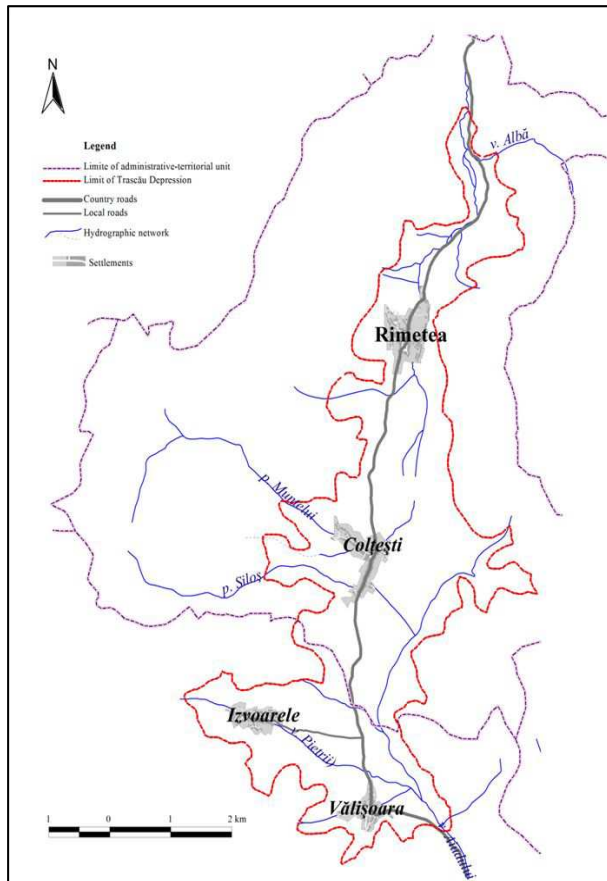 N
Legend
Limite of administrative-territorial unit
Limit of Trascău Depression
Country roads
Local roads
Hydrographic network
Settlements
v. Albă
Rimetea
p. Muntelui
Colţeşti
p. Siloş
Izvoarele
Pietrii
Vălişoara
1 0 1 2 km